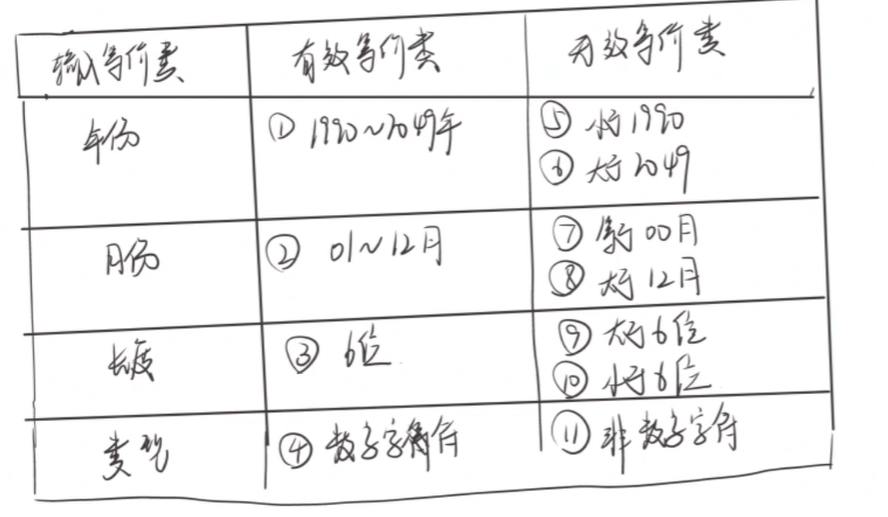 输入等价类 有效等价类 无效等价类
年份 ① 1990~2049年 ⑤ 小于1990
⑥ 大于2049
月份 ② 01~12月 ⑦ 等于00月
⑧ 大于12月
长度 ③ 6位 ⑨ 大于6位
⑩ 小于6位
类型 ④ 数字字符 ⑪ 非数字字符